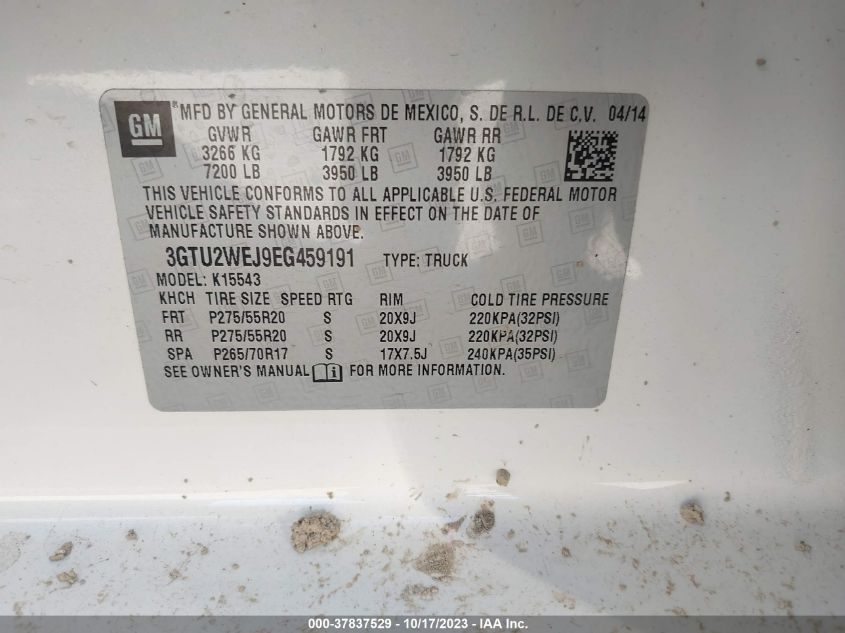 GM ® MFD BY GENERAL MOTORS DE MEXICO, S. DE R.L. DE C.V. 04/14
GVWR GAWR FRT GAWR RR
3266 KG 1792 KG 1792 KG
7200 LB 3950 LB 3950 LB
THIS VEHICLE CONFORMS TO ALL APPLICABLE U.S. FEDERAL MOTOR
VEHICLE SAFETY STANDARDS IN EFFECT ON THE DATE OF
MANUFACTURE SHOWN ABOVE.
3GTU2WEJ9EG459191 TYPE: TRUCK
MODEL: K15543
KHCH TIRE SIZE SPEED RTG RIM COLD TIRE PRESSURE
FRT P275/55R20 S 20X9J 220KPA(32PSI)
RR P275/55R20 S 20X9J 220KPA(32PSI)
SPA P265/70R17 S 17X7.5J 240KPA(35PSI)
SEE OWNER'S MANUAL FOR MORE INFORMATION.
000-37837529 - 10/17/2023 - IAA Inc.